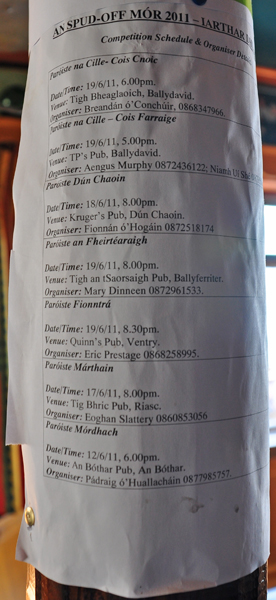 AN SPUD-OFF MÓR 2011 – IARTHAR
Competition Schedule & Organiser
Paróiste na Cille- Cois Cnoic
Date/Time: 19/6/11, 6.00pm.
Venue: Tigh Bheaglaoich, Ballydavid.
Organiser: Breandán ó'Conchúir, 0868347966.
Paróiste na Cille – Cois Farraige
Date/Time: 19/6/11, 5.00pm.
Venue: TP's Pub, Ballydavid.
Organiser: Aengus Murphy 0872436122; Niamh Uí Shé
Paróiste Dún Chaoin
Date/Time: 18/6/11, 8.00pm.
Venue: Kruger's Pub, Dún Chaoin.
Organiser: Fionnán ó'Hogáin 0872518174
Paróiste an Fheirtéaraigh
Date/Time: 19/6/11, 8.00pm.
Venue: Tigh an tSaorsaigh Pub, Ballyferriter.
Organiser: Mary Dinneen 0872961533.
Paróiste Fionntrá
Date/Time: 19/6/11, 8.30pm.
Venue: Quinn's Pub, Ventry.
Organiser: Eric Prestage 0868258995.
Paróiste Márthain
Date/Time: 17/6/11, 8.00pm.
Venue: Tig Bhric Pub, Riasc.
Organiser: Eoghan Slattery 0860853056
Paróiste Mórdhach
Date/Time: 12/6/11, 6.00pm.
Venue: An Bóthar Pub, An Bóthar.
Organiser: Pádraig ó'Huallacháin 0877985757.